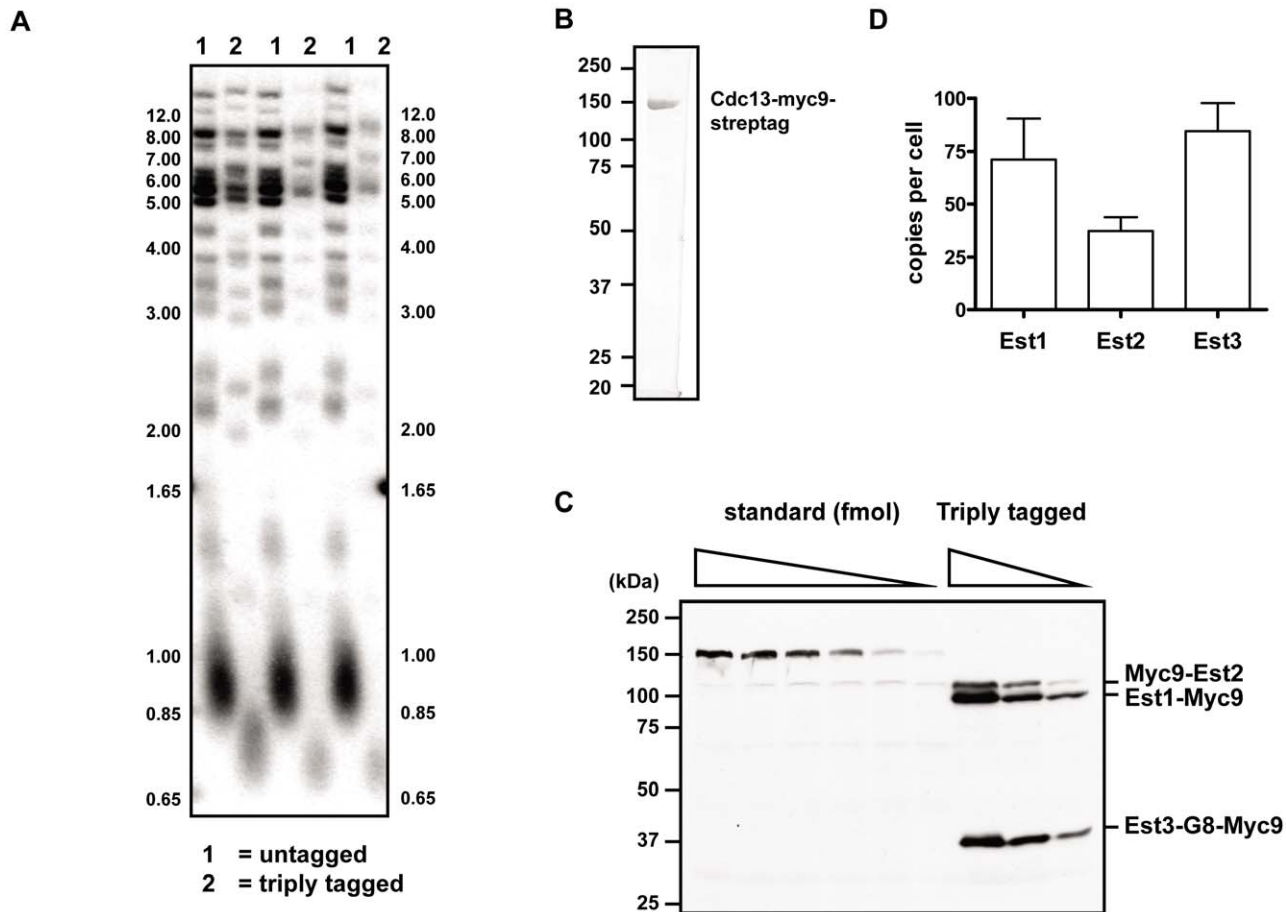 A
1 2 1 2 1 2
12.0
8.00
7.00
6.00
5.00
4.00
3.00
2.00
1.65
1.00
0.85
0.65
12.0
8.00
7.00
6.00
5.00
4.00
3.00
2.00
1.65
1.00
0.85
0.65
1 = untagged
2 = triply tagged
B
250
150
100
75
50
37
25
20
Cdc13-myc9-
streptag
D
copies per cell
100
75
50
25
0
Est1 Est2 Est3
C
standard (fmol) Triply tagged
(kDa)
250
150
100
75
50
37
25
Myc9-Est2
Est1-Myc9
Est3-G8-Myc9